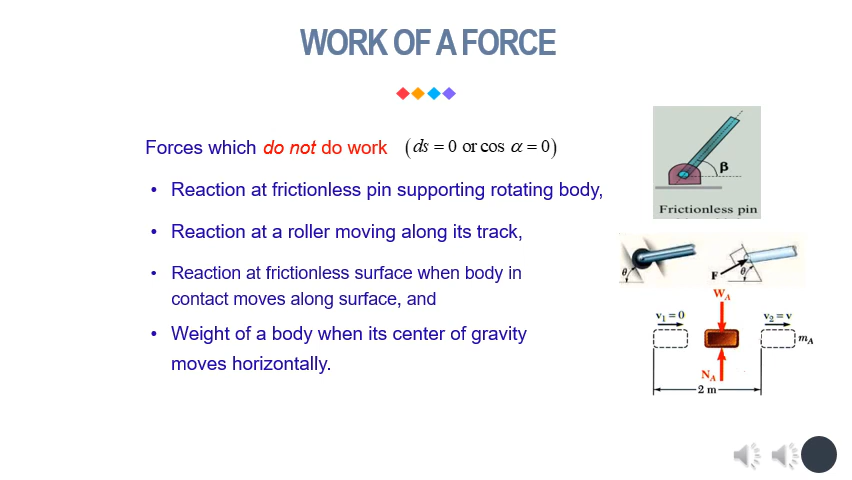 WORK OF A FORCE
Forces which do not do work (ds = 0 or cos α = 0)
• Reaction at frictionless pin supporting rotating body,
• Reaction at a roller moving along its track,
• Reaction at frictionless surface when body in
contact moves along surface, and
• Weight of a body when its center of gravity
moves horizontally.
β
Frictionless pin
θ
F
θ
W_A
v₁ = 0
v₂ = v
m_A
N_A
2 m